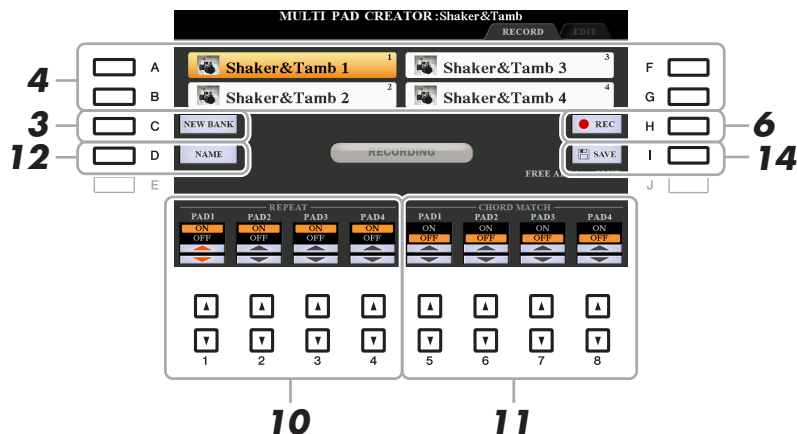 MULTI PAD CREATOR :Shaker&Tamb
RECORD EDIT
4 A Shaker&Tamb 1 1 Shaker&Tamb 3 3 F
B Shaker&Tamb 2 2 Shaker&Tamb 4 4 G
3 C NEW BANK REC H 6
12 D NAME RECORDING SAVE I 14
FREE
E J
REPEAT CHORD MATCH
PAD1 PAD2 PAD3 PAD4 PAD1 PAD2 PAD3 PAD4
ON ON ON ON ON ON ON ON
OFF OFF OFF OFF OFF OFF OFF OFF
1 2 3 4 5 6 7 8
10 11